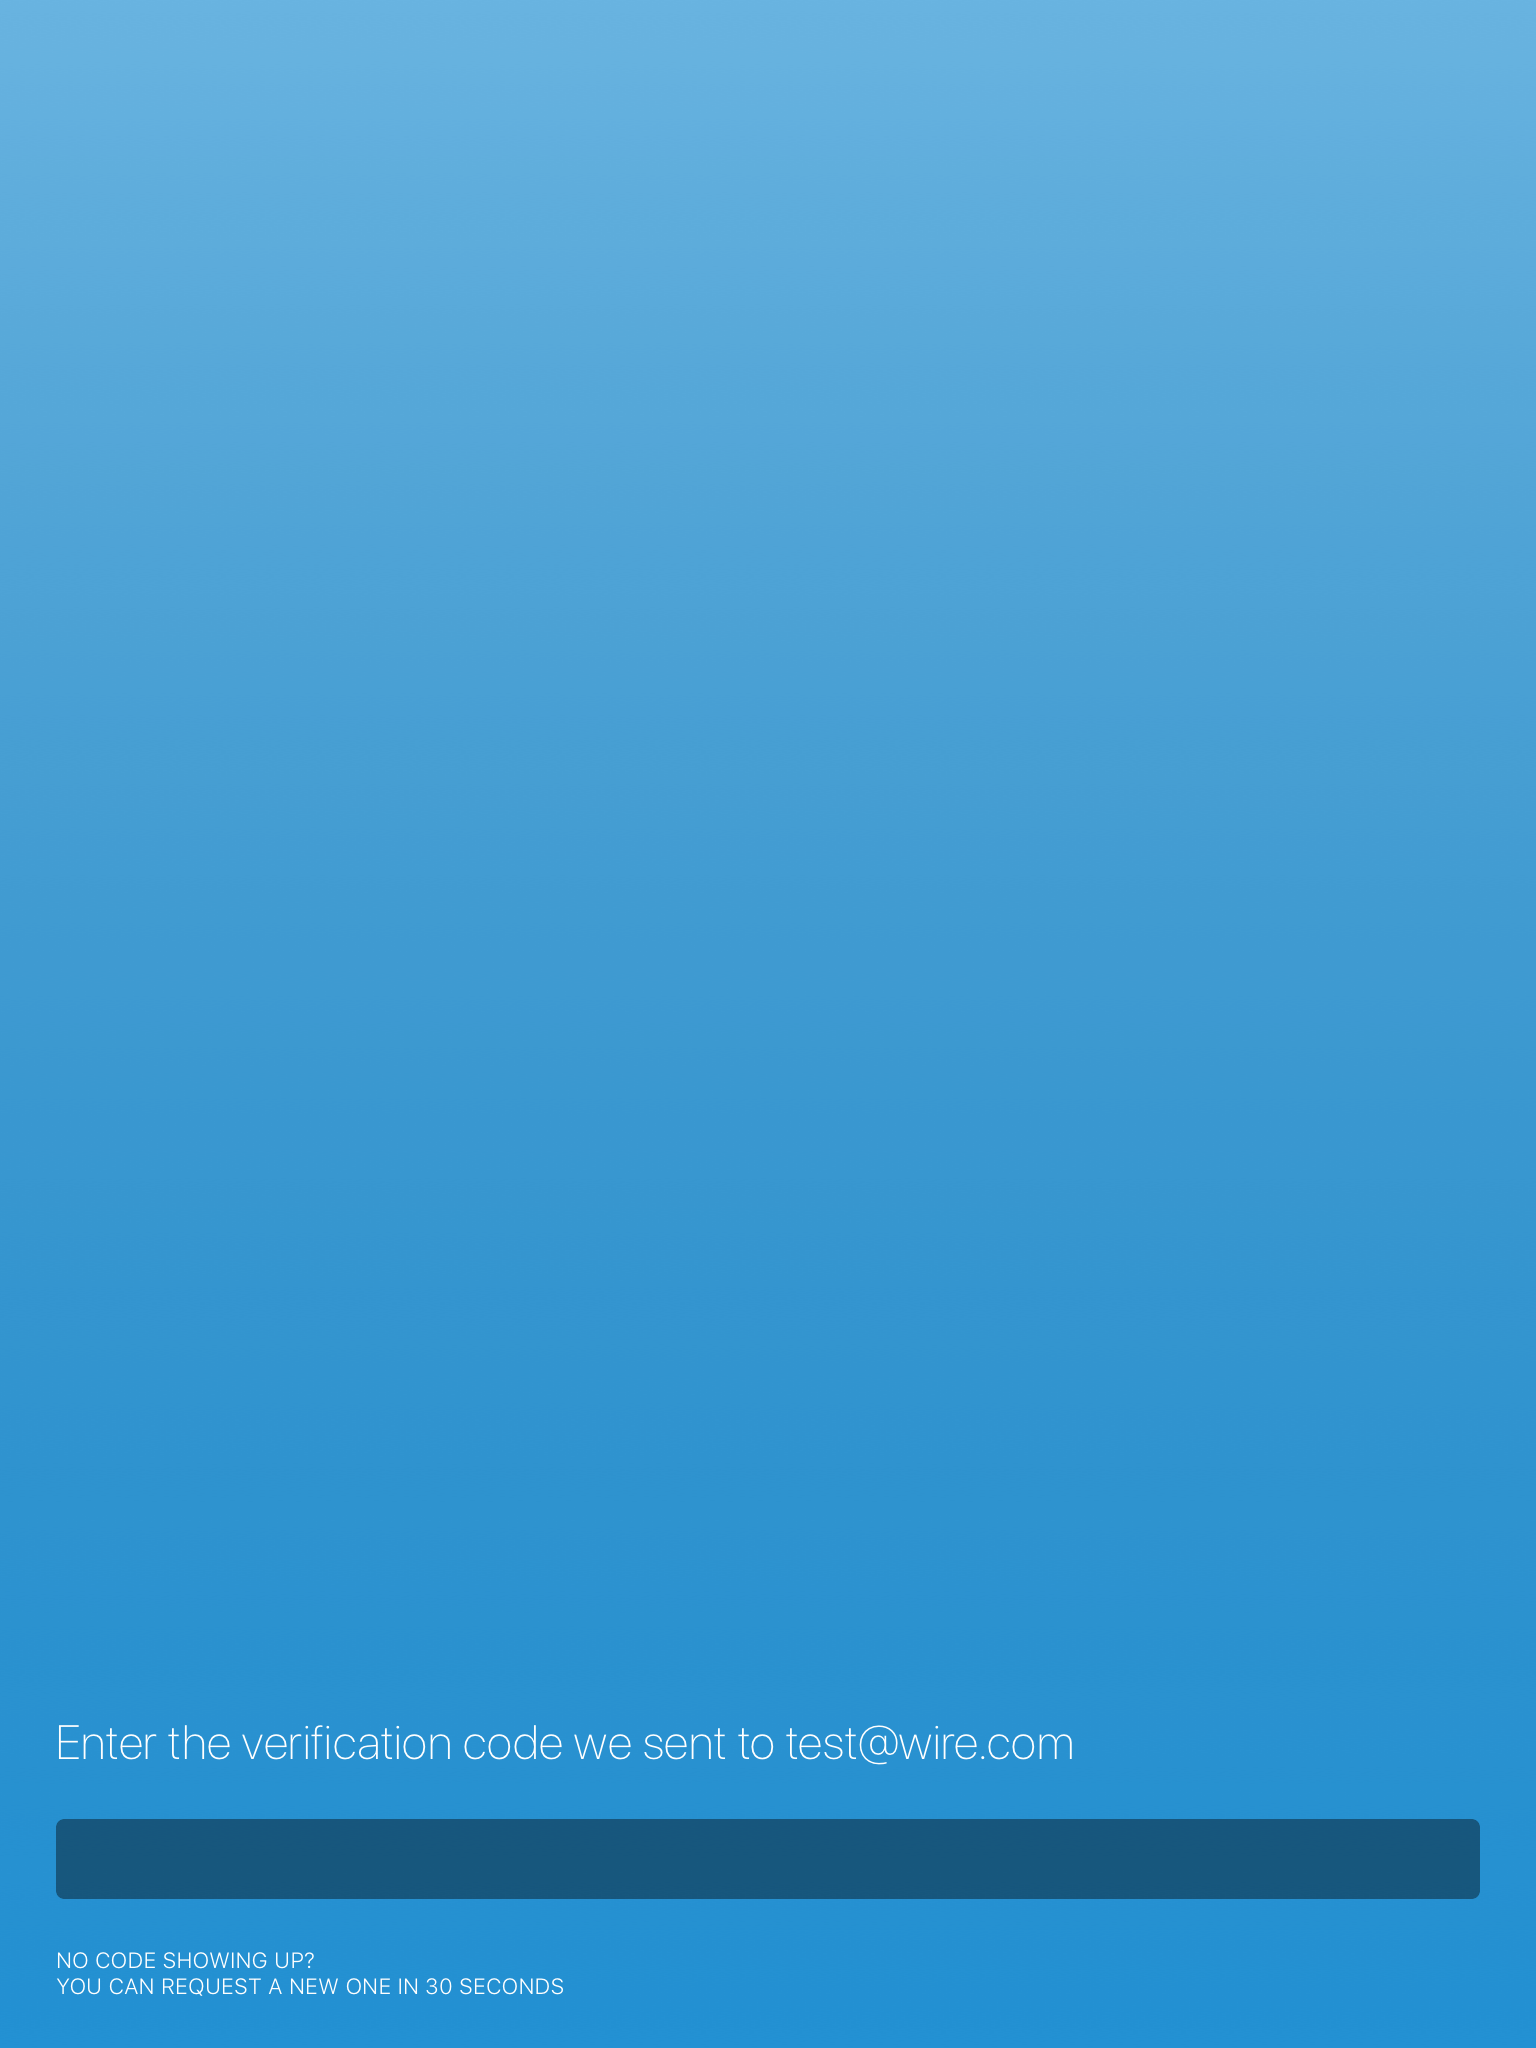 Enter the verification code we sent to test@wire.com
NO CODE SHOWING UP?
YOU CAN REQUEST A NEW ONE IN 30 SECONDS